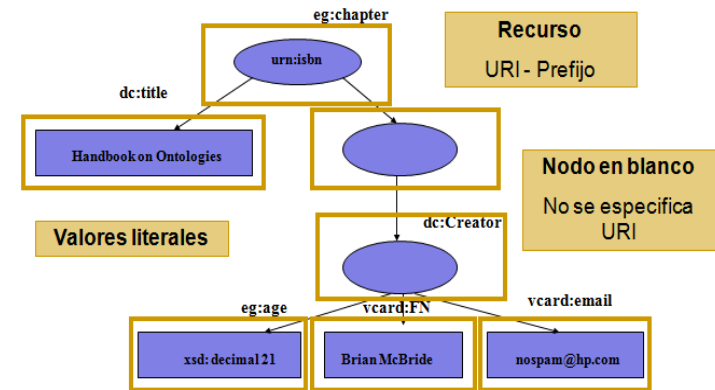 eg:chapter
urn:isbn
Recurso
URI - Prefijo
dc:title
Handbook on Ontologies
Nodo en blanco
No se especifica
URI
Valores literales
dc:Creator
eg:age
vcard:FN
vcard:email
xsd: decimal 21
Brian McBride
nospam@hp.com